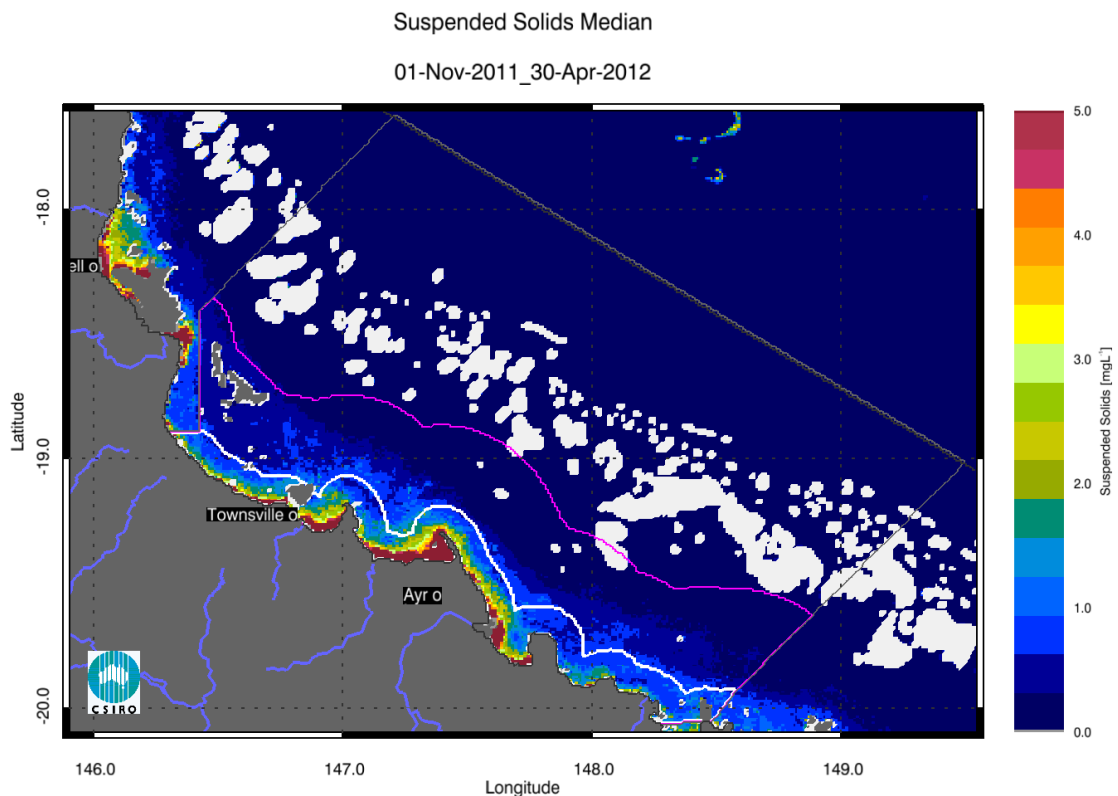 Suspended Solids Median
01-Nov-2011_30-Apr-2012
5.0
4.0
3.0
2.0
1.0
0.0
Suspended Solids [mgL⁻¹]
-18.0
-19.0
-20.0
Latitude
ell o
Townsville o
Ayr o
CSIRO
146.0 147.0 148.0 149.0
Longitude